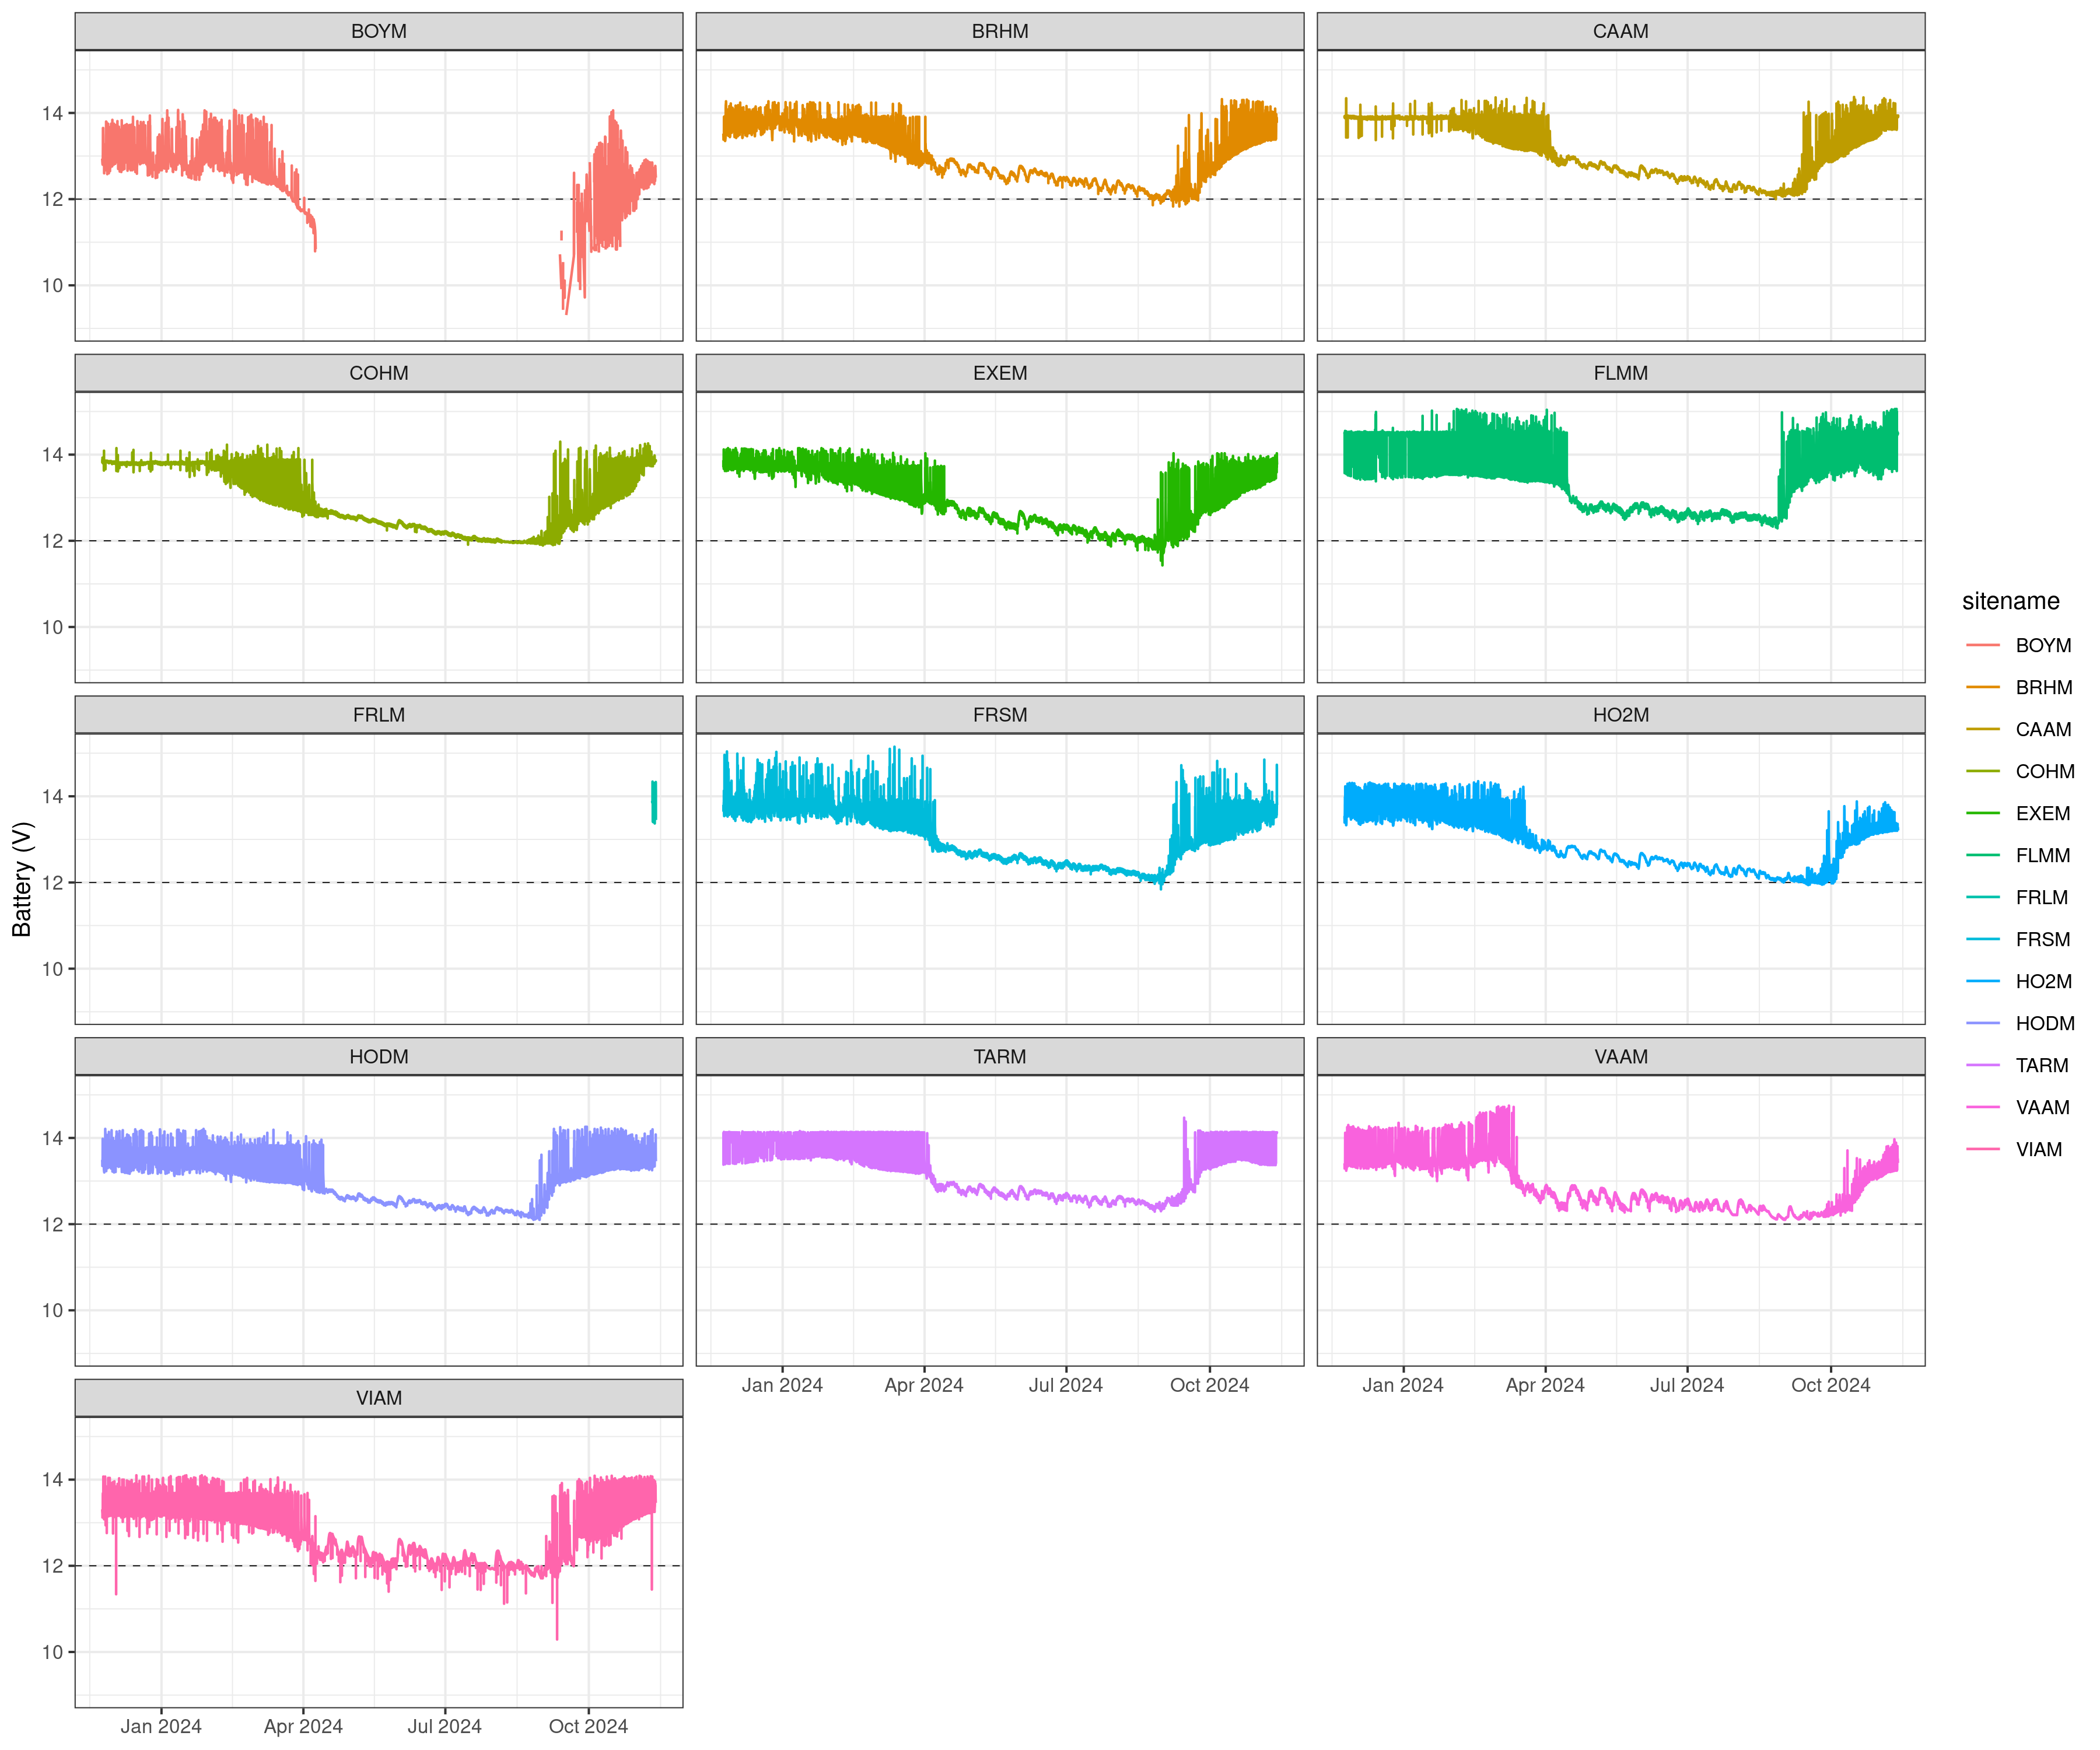 BOYM
BRHM
CAAM
14
12
10
COHM
EXEM
FLMM
14
12
10
FRLM
FRSM
HO2M
14
12
10
HODM
TARM
VAAM
14
12
10
Jan 2024
Apr 2024
Jul 2024
Oct 2024
Jan 2024
Apr 2024
Jul 2024
Oct 2024
VIAM
14
12
10
Jan 2024
Apr 2024
Jul 2024
Oct 2024
Battery (V)
sitename
BOYM
BRHM
CAAM
COHM
EXEM
FLMM
FRLM
FRSM
HO2M
HODM
TARM
VAAM
VIAM